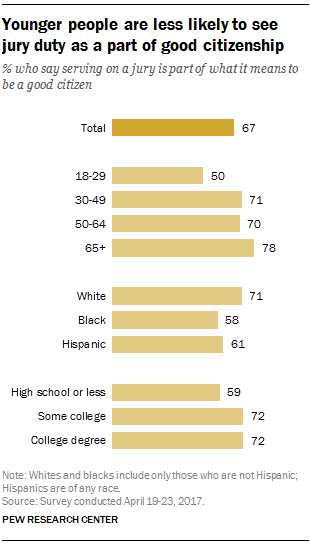 Younger people are less likely to see
jury duty as a part of good citizenship
% who say serving on a jury is part of what it means to
be a good citizen
Total 67
18-29 50
30-49 71
50-64 70
65+ 78
White 71
Black 58
Hispanic 61
High school or less 59
Some college 72
College degree 72
Note: Whites and blacks include only those who are not Hispanic;
Hispanics are of any race.
Source: Survey conducted April 19-23, 2017.
PEW RESEARCH CENTER